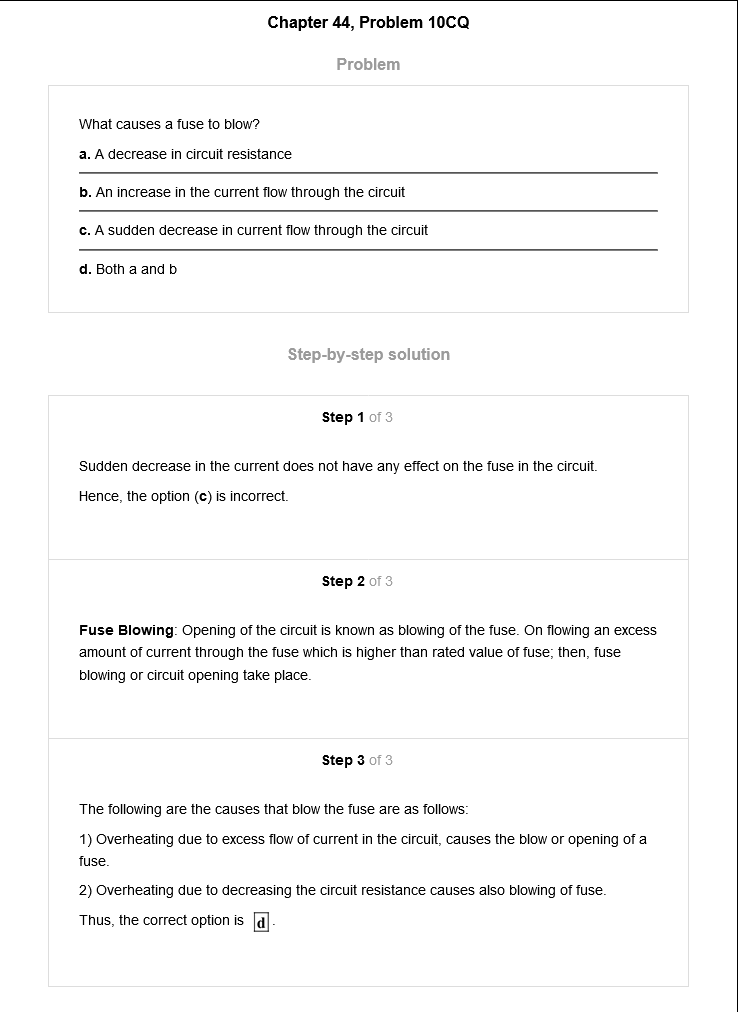 Chapter 44, Problem 10CQ
Problem
What causes a fuse to blow?
a. A decrease in circuit resistance
b. An increase in the current flow through the circuit
c. A sudden decrease in current flow through the circuit
d. Both a and b
Step-by-step solution
Step 1 of 3
Sudden decrease in the current does not have any effect on the fuse in the circuit.
Hence, the option (c) is incorrect.
Step 2 of 3
Fuse Blowing: Opening of the circuit is known as blowing of the fuse. On flowing an excess
amount of current through the fuse which is higher than rated value of fuse; then, fuse
blowing or circuit opening take place.
Step 3 of 3
The following are the causes that blow the fuse are as follows:
1) Overheating due to excess flow of current in the circuit, causes the blow or opening of a
fuse.
2) Overheating due to decreasing the circuit resistance causes also blowing of fuse.
Thus, the correct option is d.